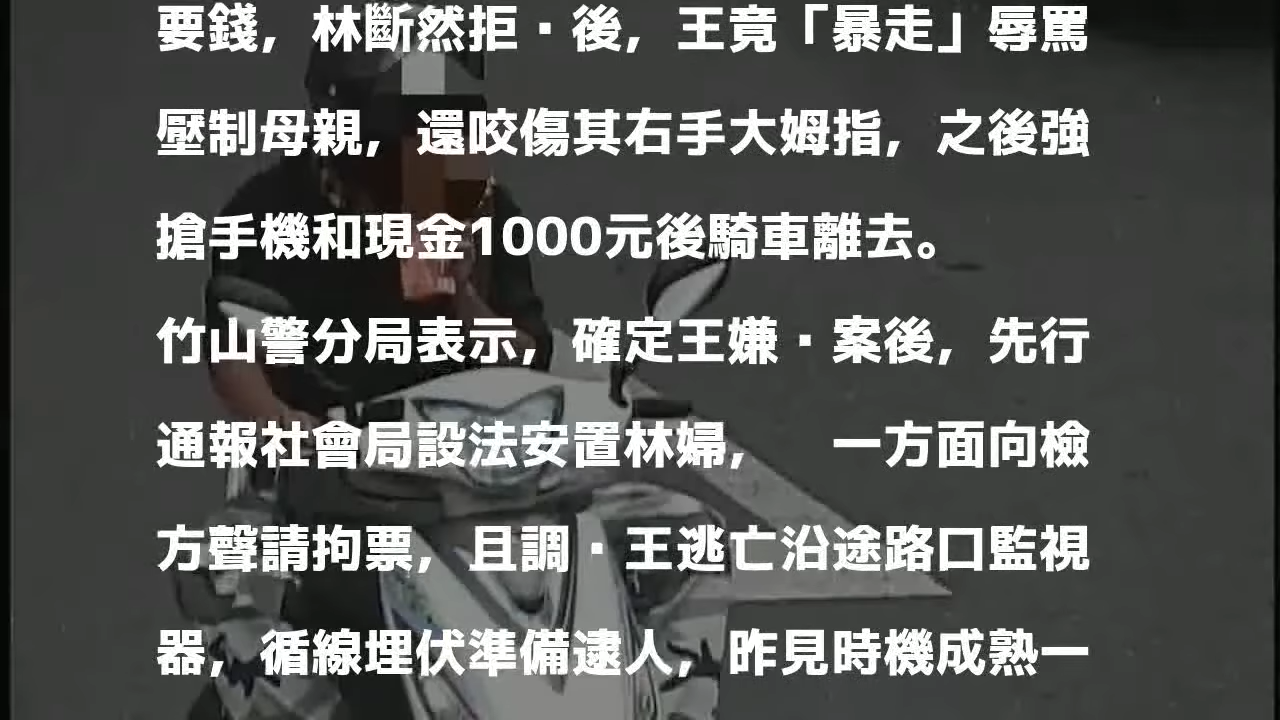 要錢，林斷然拒▪後，王竟「暴走」辱罵
壓制母親，還咬傷其右手大姆指，之後強
搶手機和現金1000元後騎車離去。
竹山警分局表示，確定王嫌▪案後，先行
通報社會局設法安置林婦，　一方面向檢
方聲請拘票，且調▪王逃亡沿途路口監視
器，循線埋伏準備逮人，昨見時機成熟一